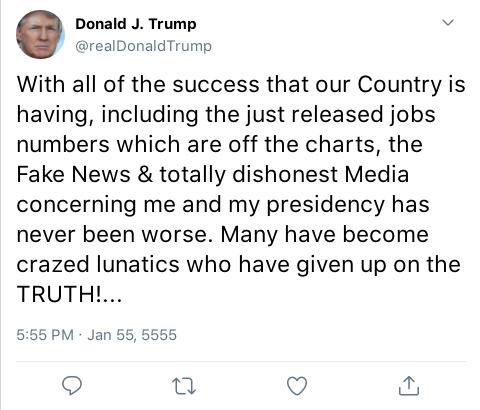 Donald J. Trump
@realDonaldTrump
With all of the success that our Country is
having, including the just released jobs
numbers which are off the charts, the
Fake News & totally dishonest Media
concerning me and my presidency has
never been worse. Many have become
crazed lunatics who have given up on the
TRUTH!...
5:55 PM · Jan 55, 5555